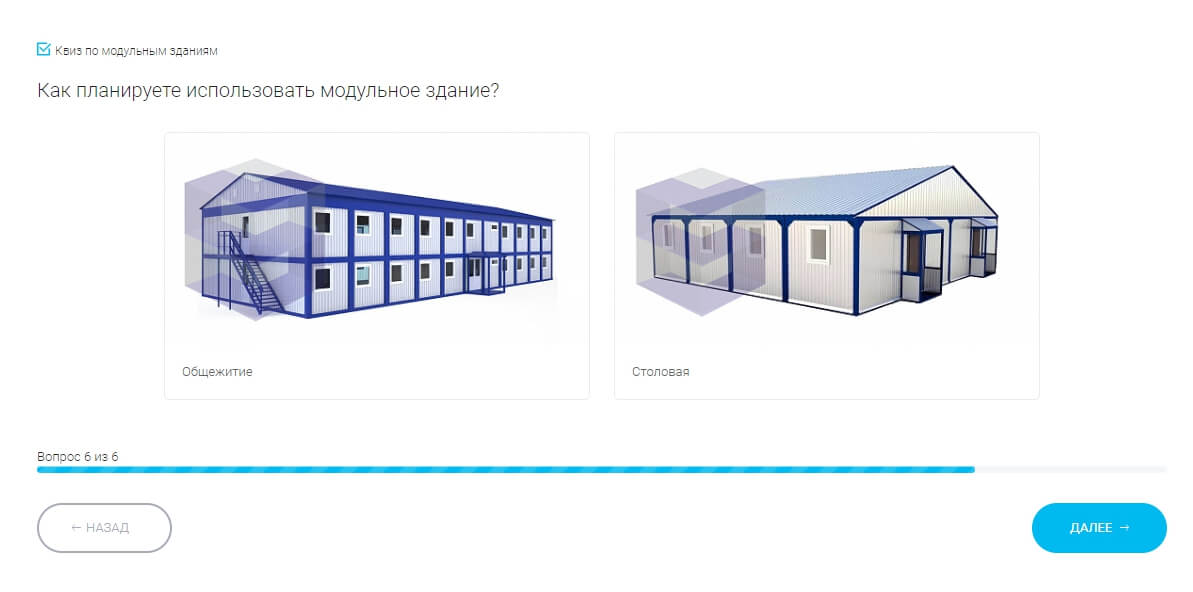 Квиз по модульным зданиям
Как планируете использовать модульное здание?
Общежитие
Столовая
Вопрос 6 из 6
← НАЗАД
ДАЛЕЕ →